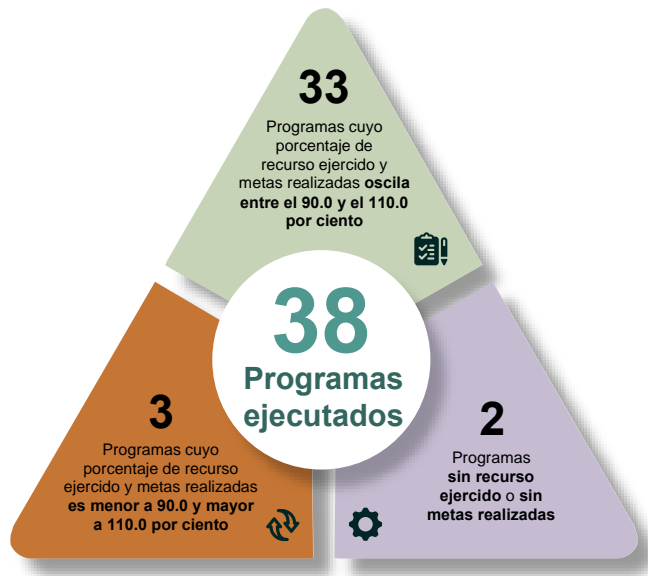 33
Programas cuyo
porcentaje de
recurso ejercido y
metas realizadas oscila
entre el 90.0 y el 110.0
por ciento
38
Programas
ejecutados
3
Programas cuyo
porcentaje de recurso
ejercido y metas realizadas
es menor a 90.0 y mayor
a 110.0 por ciento
2
Programas
sin recurso
ejercido o sin
metas realizadas